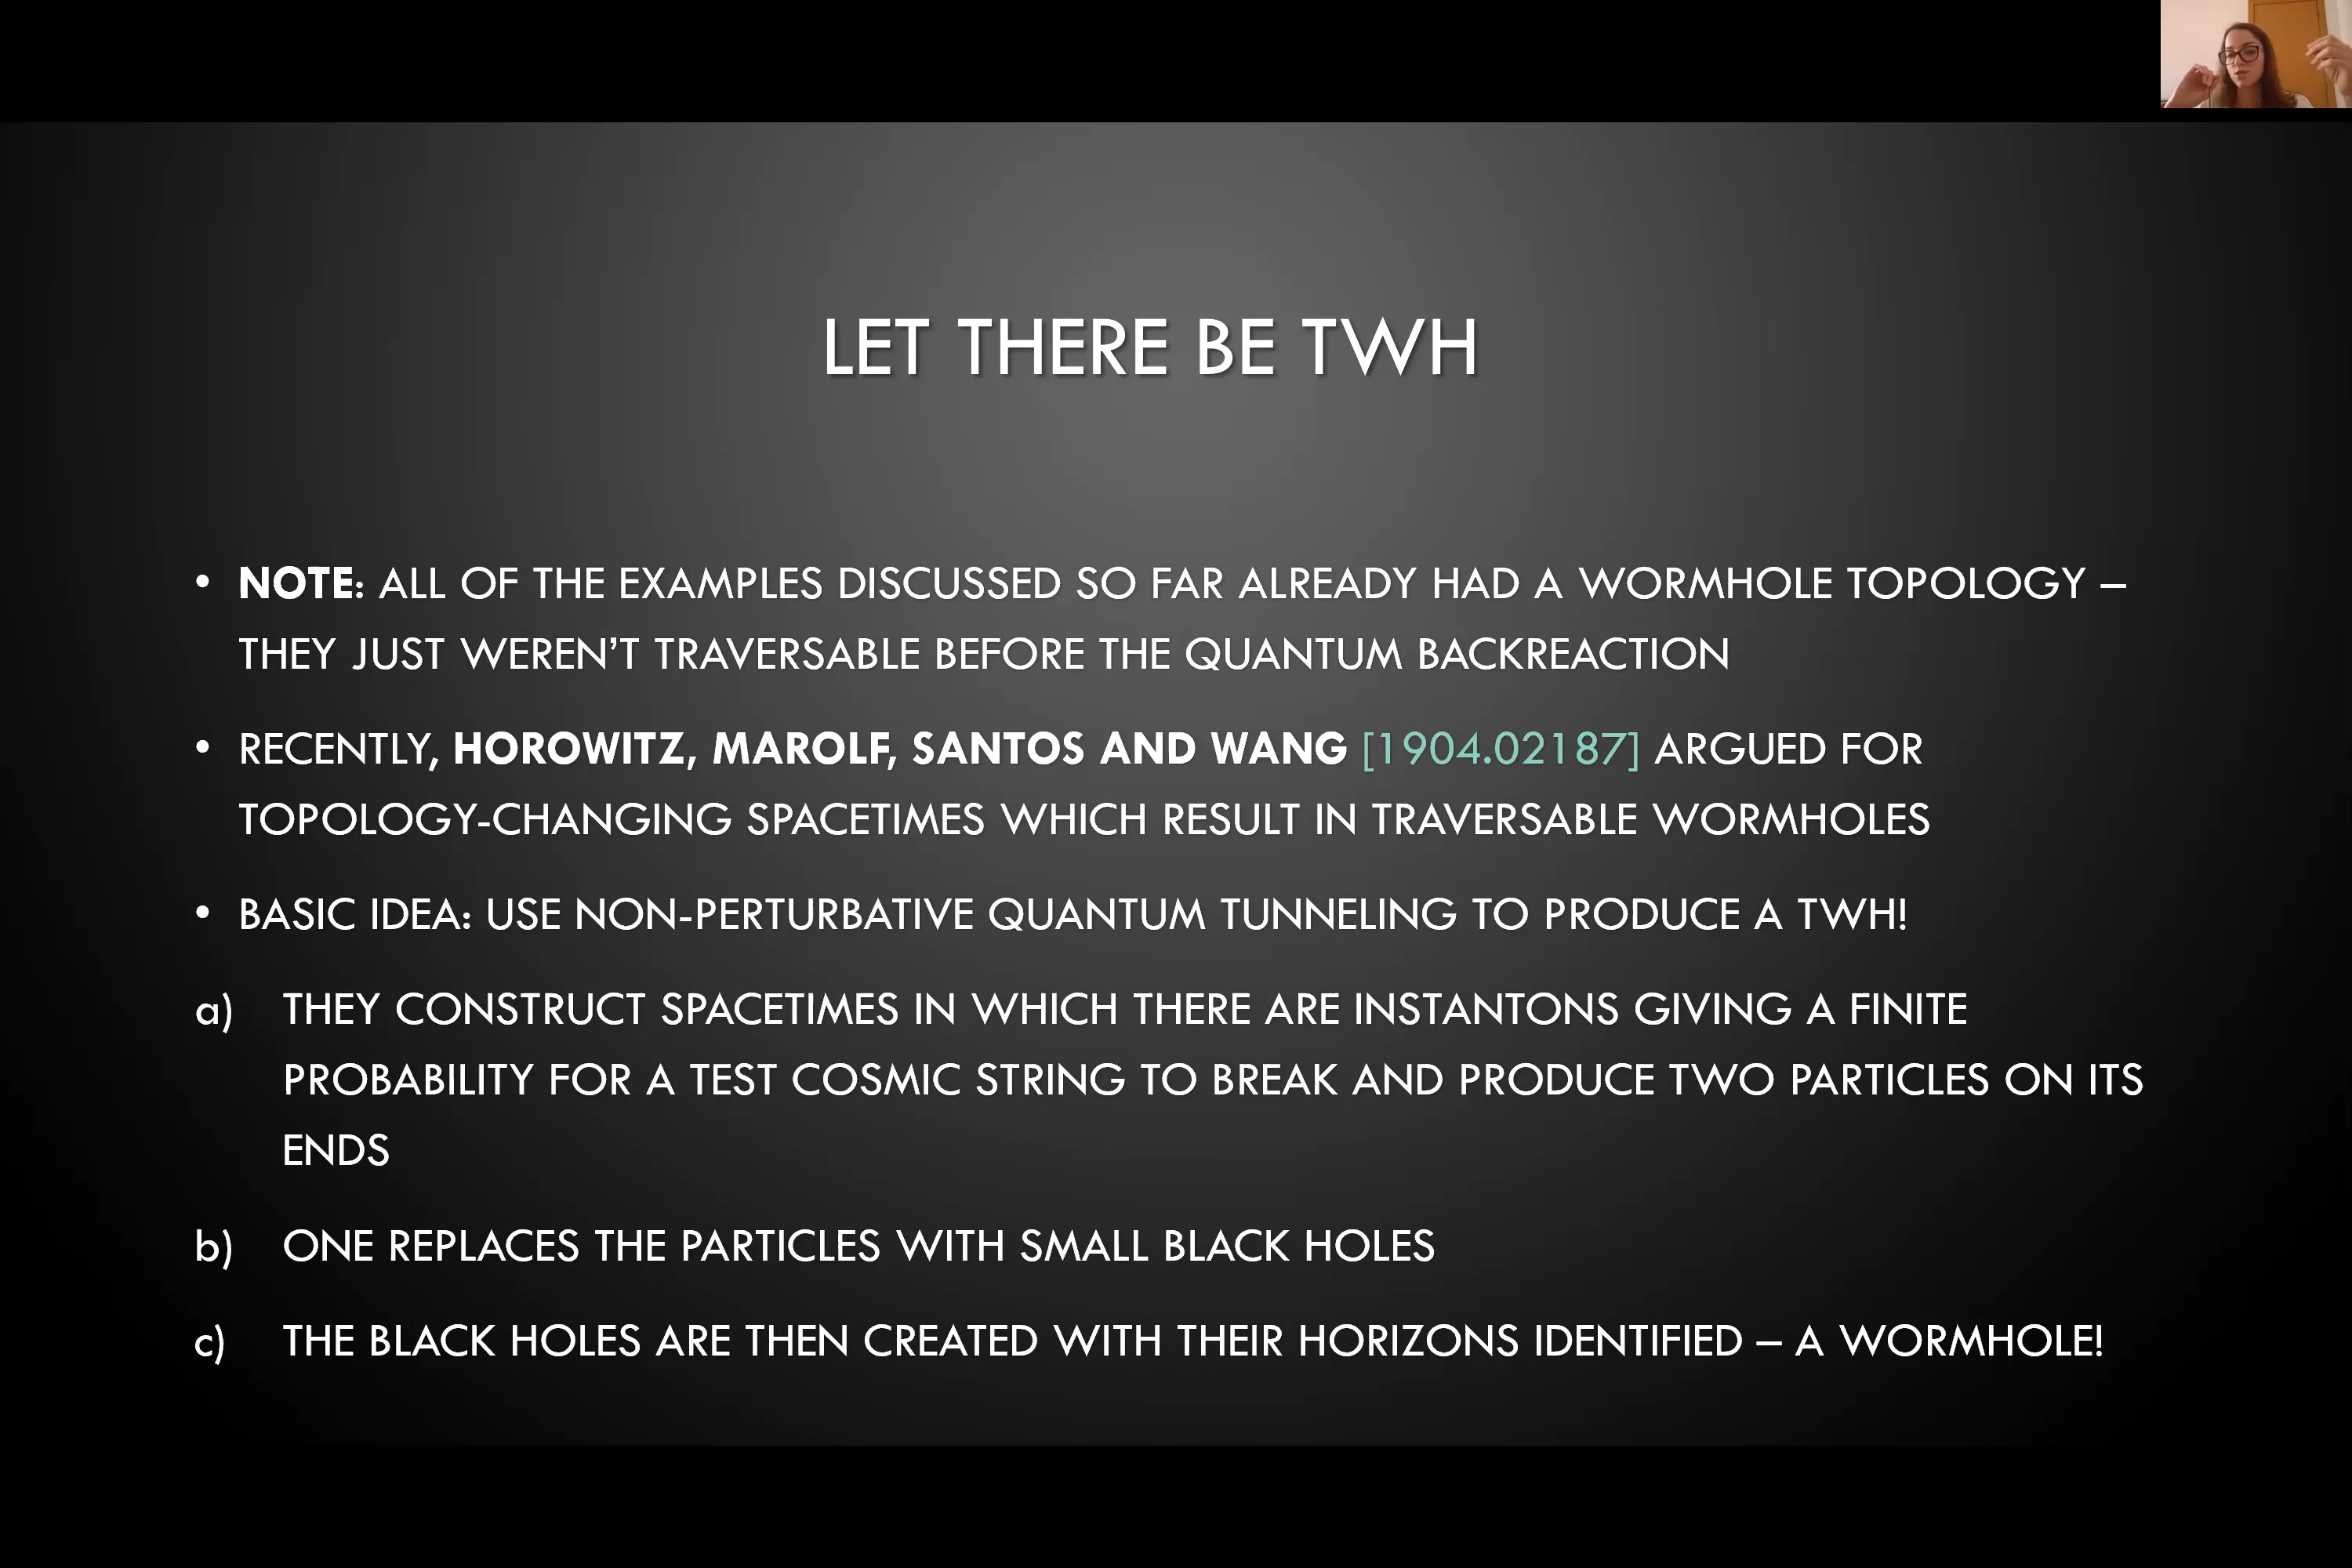 LET THERE BE TWH
• NOTE: ALL OF THE EXAMPLES DISCUSSED SO FAR ALREADY HAD A WORMHOLE TOPOLOGY –
THEY JUST WEREN’T TRAVERSABLE BEFORE THE QUANTUM BACKREACTION
• RECENTLY, HOROWITZ, MAROLF, SANTOS AND WANG [1904.02187] ARGUED FOR
TOPOLOGY-CHANGING SPACETIMES WHICH RESULT IN TRAVERSABLE WORMHOLES
• BASIC IDEA: USE NON-PERTURBATIVE QUANTUM TUNNELING TO PRODUCE A TWH!
a) THEY CONSTRUCT SPACETIMES IN WHICH THERE ARE INSTANTONS GIVING A FINITE
PROBABILITY FOR A TEST COSMIC STRING TO BREAK AND PRODUCE TWO PARTICLES ON ITS
ENDS
b) ONE REPLACES THE PARTICLES WITH SMALL BLACK HOLES
c) THE BLACK HOLES ARE THEN CREATED WITH THEIR HORIZONS IDENTIFIED – A WORMHOLE!